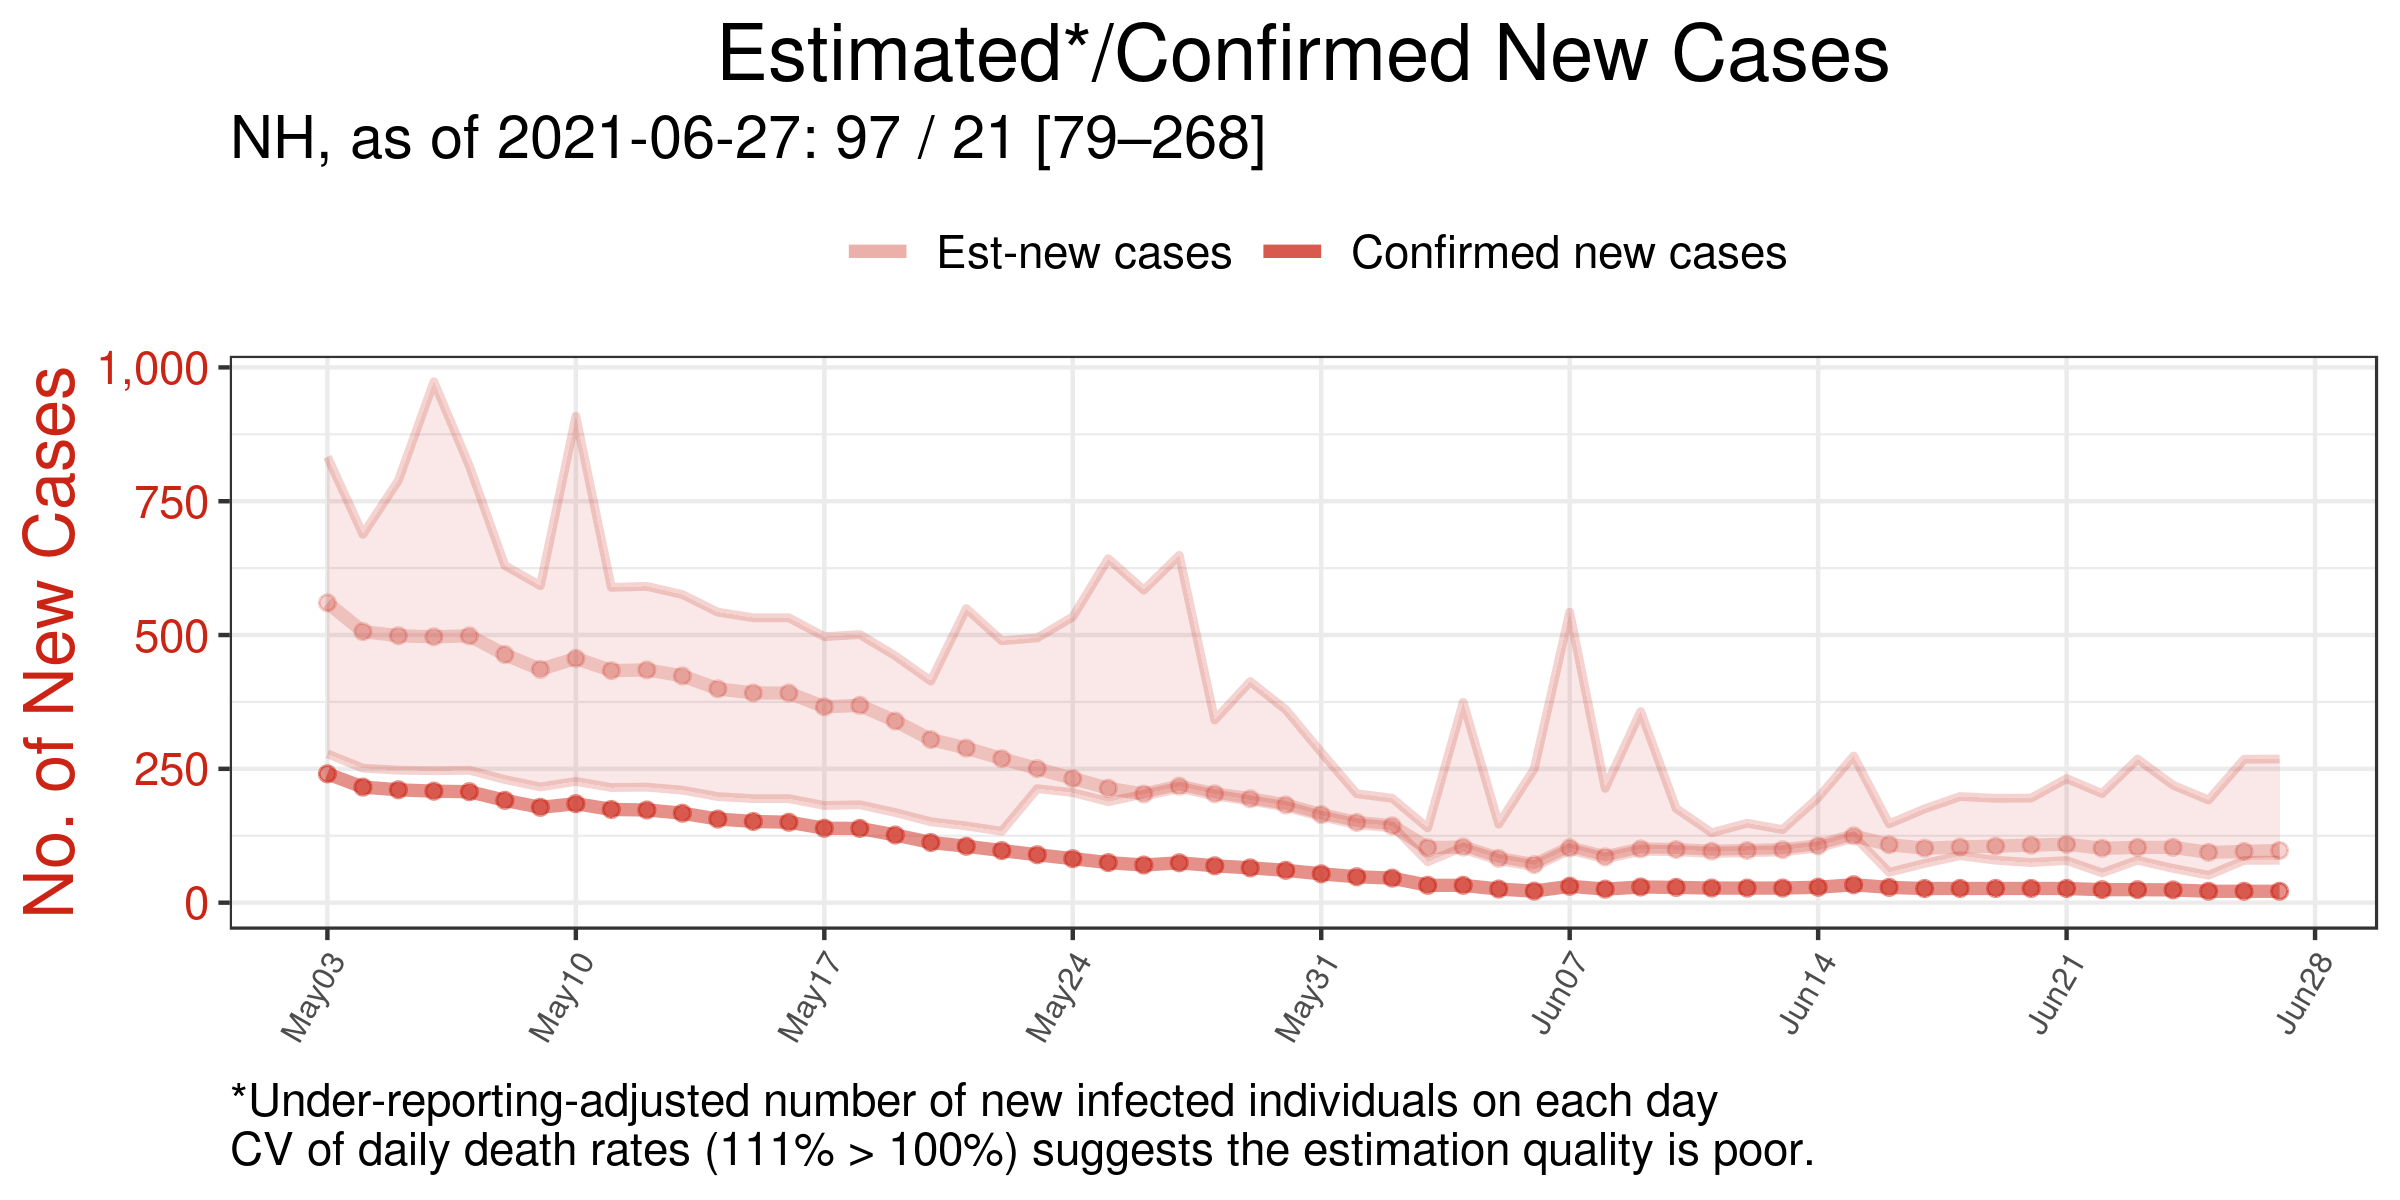 Estimated*/Confirmed New Cases
NH, as of 2021-06-27: 97 / 21 [79–268]
Est-new cases
Confirmed new cases
No. of New Cases
1,000
750
500
250
0
May03
May10
May17
May24
May31
Jun07
Jun14
Jun21
Jun28
*Under-reporting-adjusted number of new infected individuals on each day
CV of daily death rates (111% > 100%) suggests the estimation quality is poor.